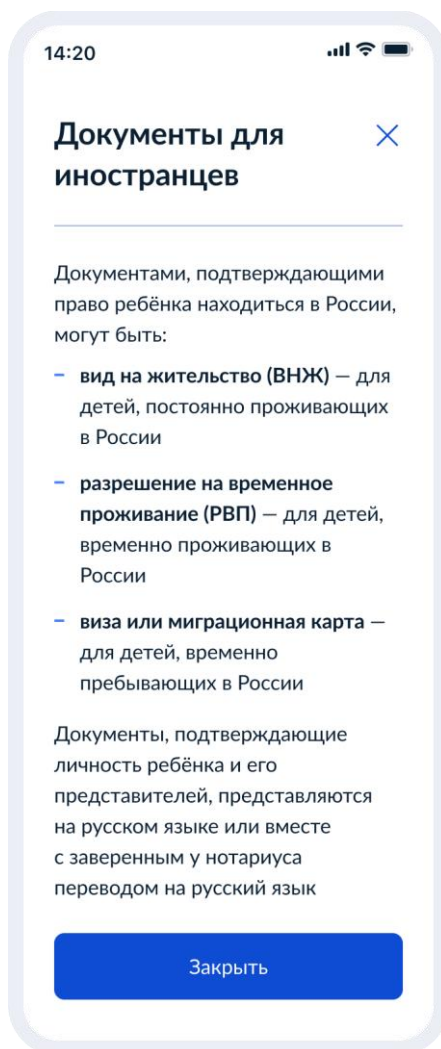 14:20
Документы для
иностранцев
Документами, подтверждающими
право ребёнка находиться в России,
могут быть:
– вид на жительство (ВНЖ) — для
детей, постоянно проживающих
в России
– разрешение на временное
проживание (РВП) — для детей,
временно проживающих в
России
– виза или миграционная карта —
для детей, временно
пребывающих в России
Документы, подтверждающие
личность ребёнка и его
представителей, представляются
на русском языке или вместе
с заверенным у нотариуса
переводом на русский язык
Закрыть